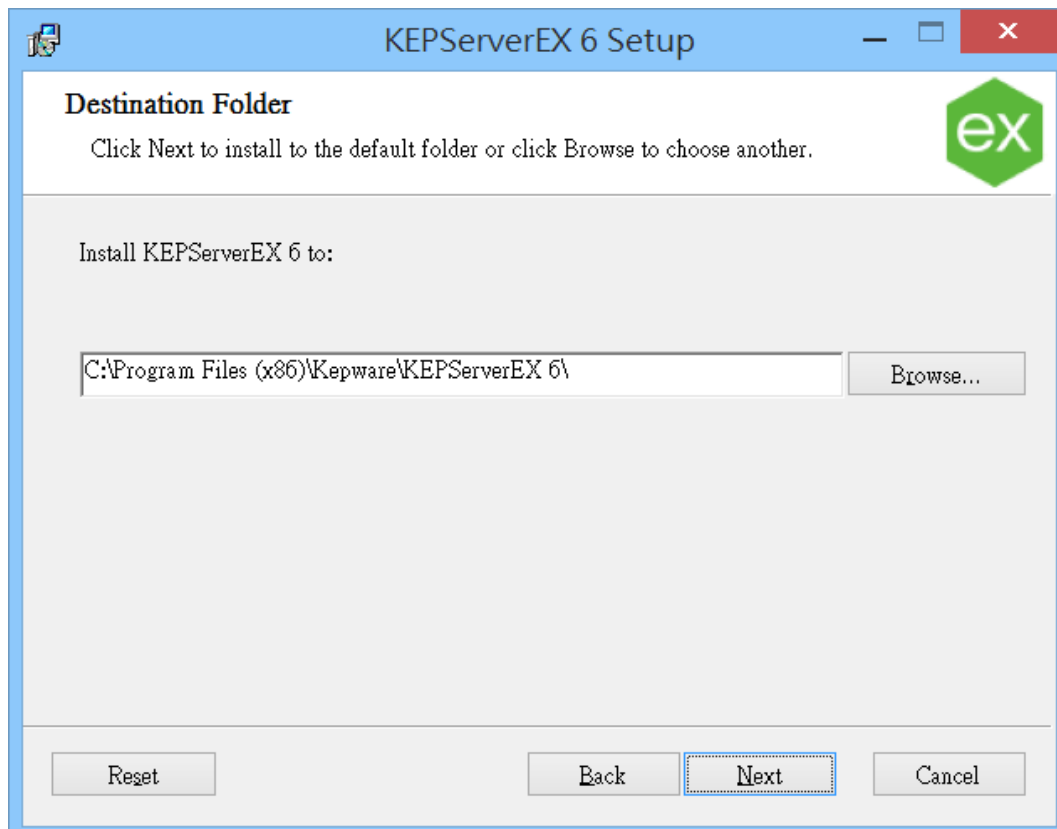 KEPServerEX 6 Setup
Destination Folder
ex
Click Next to install to the default folder or click Browse to choose another.
Install KEPServerEX 6 to:
C:\Program Files (x86)\Kepware\KEPServerEX 6\
Browse...
Reset
Back
Next
Cancel